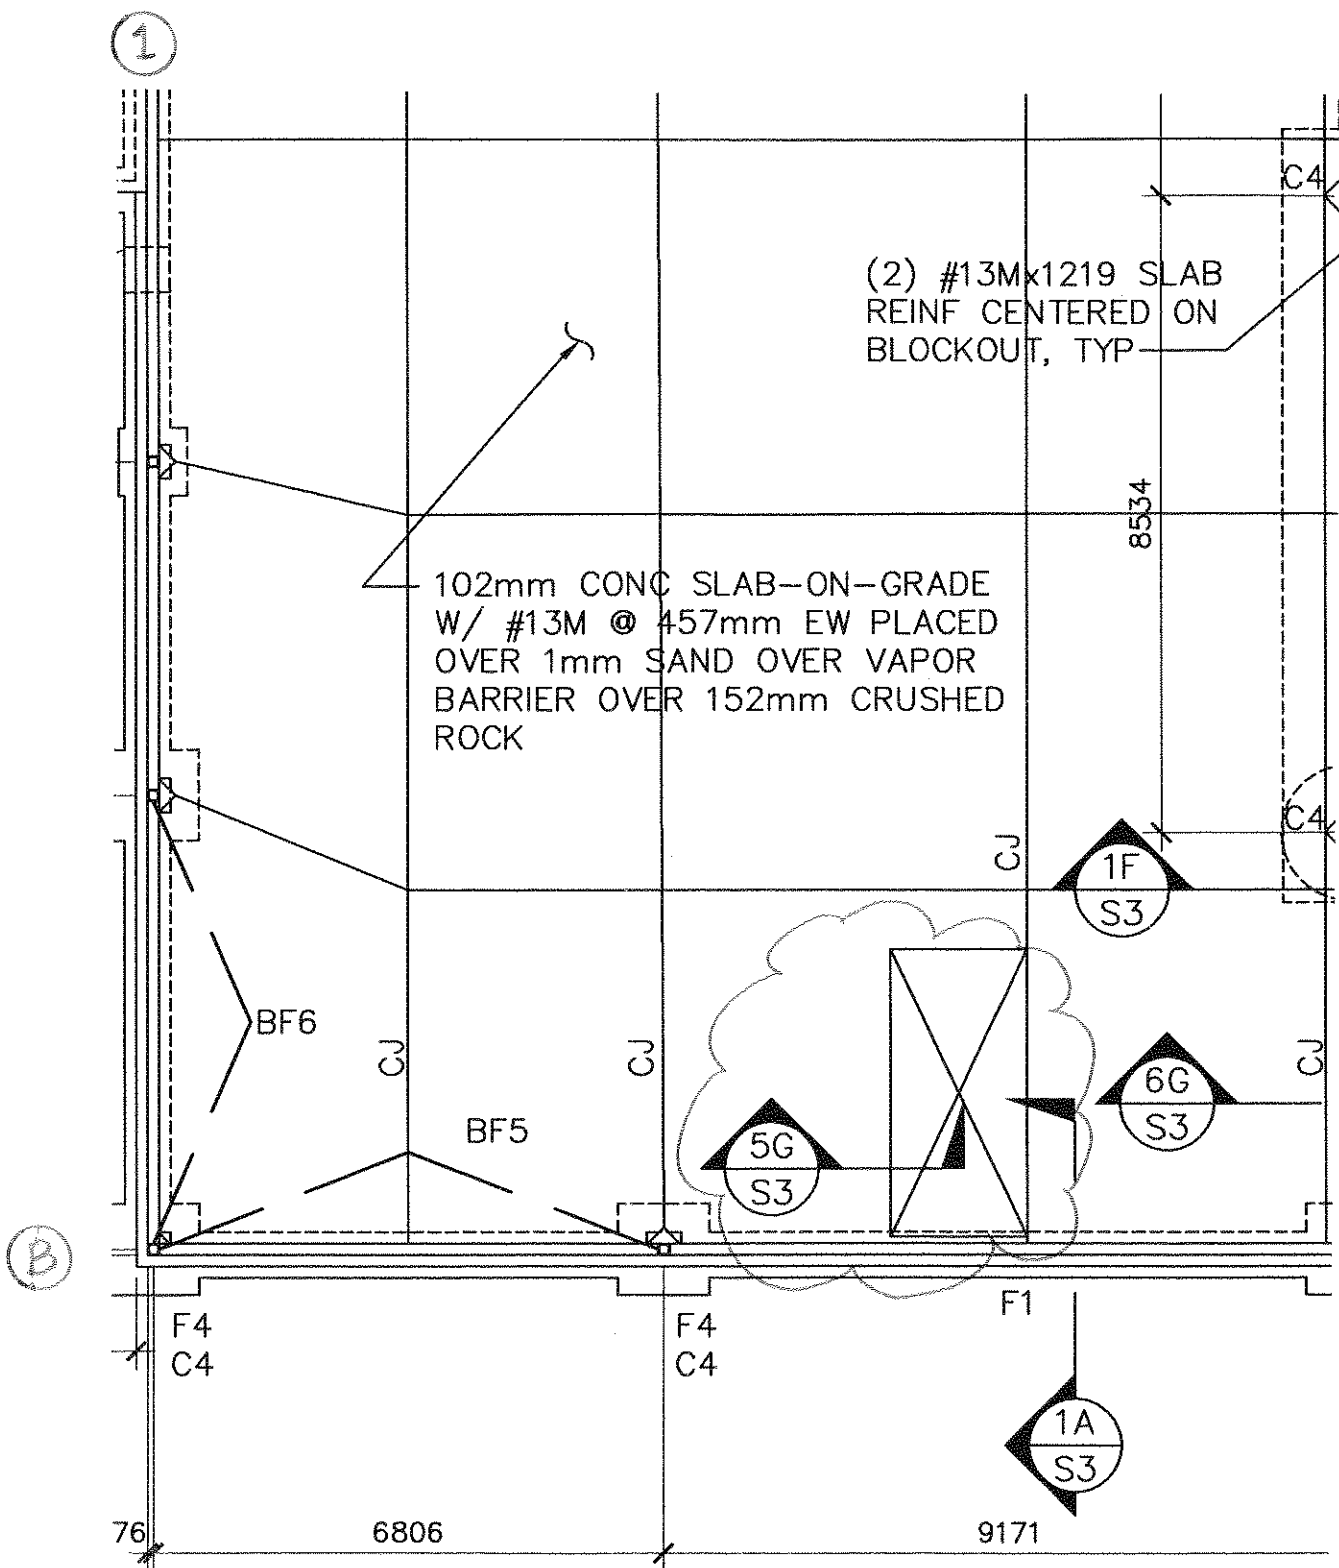 1
C4
(2) #13Mx1219 SLAB
REINF CENTERED ON
BLOCKOUT, TYP
8534
102mm CONC SLAB-ON-GRADE
W/ #13M @ 457mm EW PLACED
OVER 1mm SAND OVER VAPOR
BARRIER OVER 152mm CRUSHED
ROCK
C4
CJ
1F
S3
BF6
CJ
CJ
CJ
6G
S3
BF5
5G
S3
B
F4
C4
F4
C4
F1
1A
S3
76
6806
9171